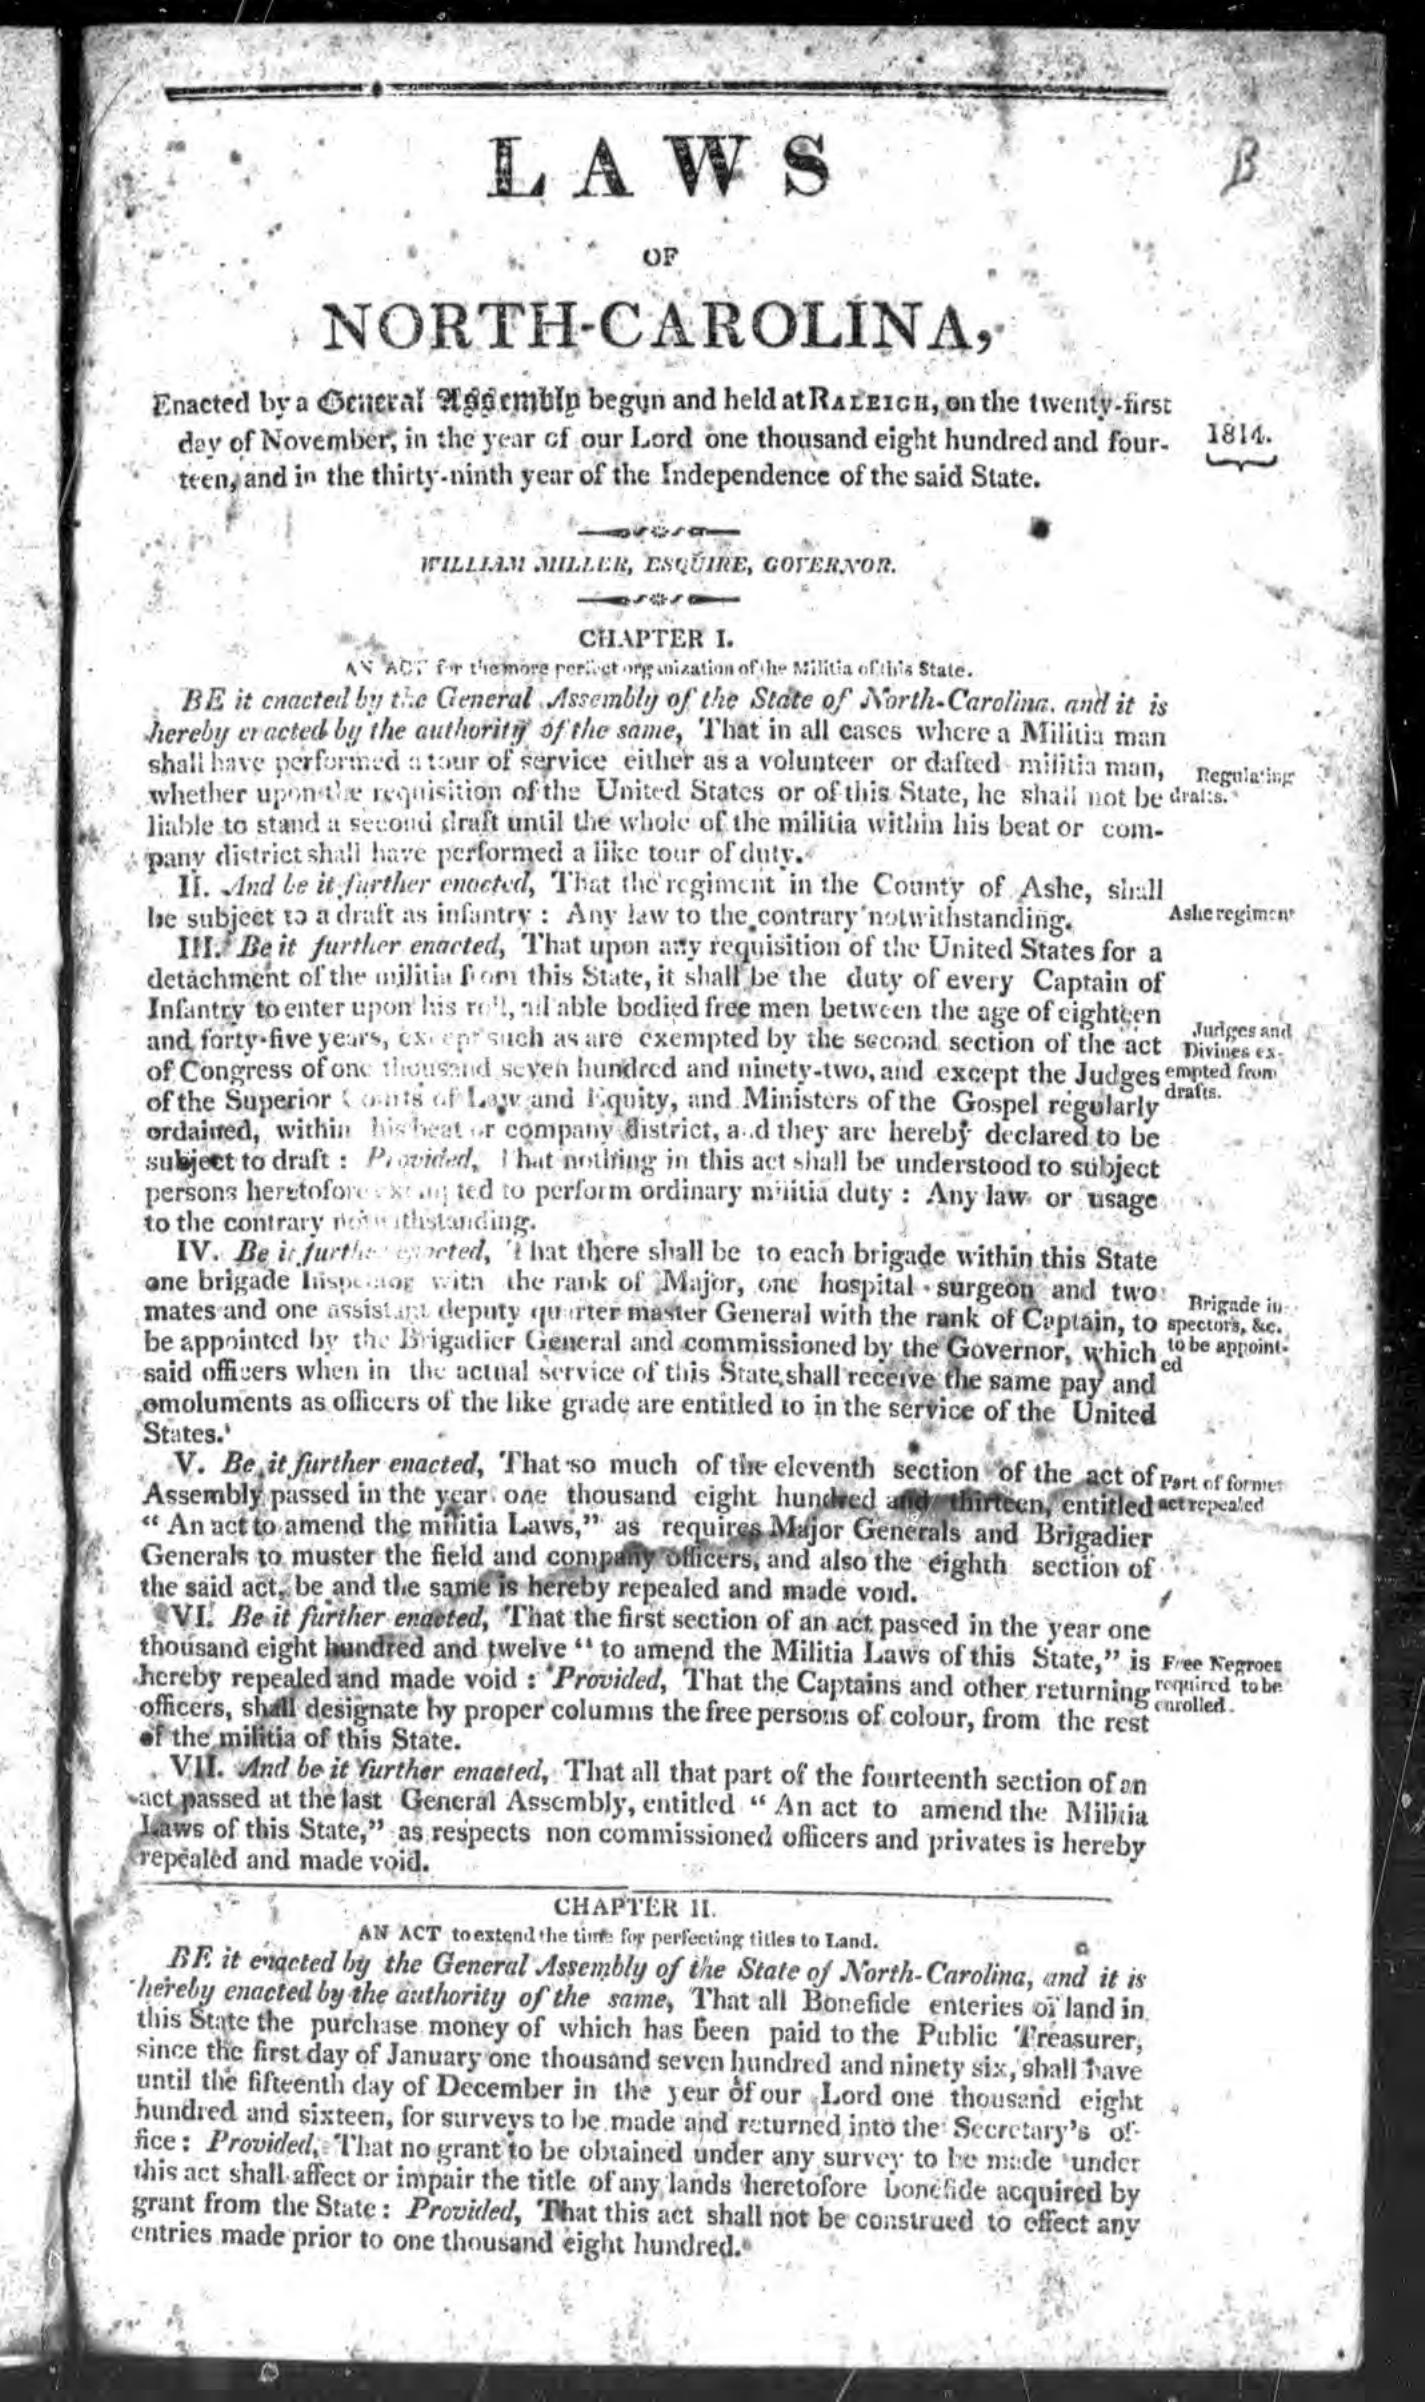 LAWS
B
OF
NORTH-CAROLINA,
Enacted by a General Assembly begun and held at RALEIGH, on the twenty-first
day of November, in the year of our Lord one thousand eight hundred and four-
teen, and in the thirty-ninth year of the Independence of the said State.
1814.
WILLIAM MILLER, ESQUIRE, GOVERNOR.
CHAPTER I.
AN ACT for the more perfect organization of the Militia of this State.
BE it enacted by the General Assembly of the State of North-Carolina. and it is
hereby enacted by the authority of the same, That in all cases where a Militia man
shall have performed a tour of service either as a volunteer or dafted militia man,
whether upon the requisition of the United States or of this State, he shall not be
liable to stand a second draft until the whole of the militia within his beat or com-
pany district shall have performed a like tour of duty.
Regulating
drafts.
II. And be it further enacted, That the regiment in the County of Ashe, shall
be subject to a draft as infantry : Any law to the contrary notwithstanding.
Ashe regiment
III. Be it further enacted, That upon any requisition of the United States for a
detachment of the militia from this State, it shall be the duty of every Captain of
Infantry to enter upon his roll, all able bodied free men between the age of eighteen
and forty-five years, except such as are exempted by the second section of the act
of Congress of one thousand seven hundred and ninety-two, and except the Judges
of the Superior Courts of Law and Equity, and Ministers of the Gospel regularly
ordained, within his beat or company district, and they are hereby declared to be
subject to draft : Provided, That nothing in this act shall be understood to subject
persons heretofore exempted to perform ordinary militia duty : Any law or usage
to the contrary notwithstanding.
Judges and
Divines ex-
empted from
drafts.
IV. Be it further enacted, That there shall be to each brigade within this State
one brigade Inspector with the rank of Major, one hospital surgeon and two
mates and one assistant deputy quarter master General with the rank of Captain, to
be appointed by the Brigadier General and commissioned by the Governor, which
said officers when in the actual service of this State, shall receive the same pay and
omoluments as officers of the like grade are entitled to in the service of the United
States.
Brigade in-
spectors, &c.
to be appoint-
ed
V. Be it further enacted, That so much of the eleventh section of the act of
Assembly passed in the year one thousand eight hundred and thirteen, entitled
“ An act to amend the militia Laws,” as requires Major Generals and Brigadier
Generals to muster the field and company officers, and also the eighth section of
the said act, be and the same is hereby repealed and made void.
Part of former
act repealed
VI. Be it further enacted, That the first section of an act passed in the year one
thousand eight hundred and twelve “ to amend the Militia Laws of this State,” is
hereby repealed and made void : Provided, That the Captains and other returning
officers, shall designate by proper columns the free persons of colour, from the rest
of the militia of this State.
Free Negroes
required to be
enrolled.
VII. And be it further enacted, That all that part of the fourteenth section of an
act passed at the last General Assembly, entitled “ An act to amend the Militia
Laws of this State,” as respects non commissioned officers and privates is hereby
repealed and made void.
CHAPTER II.
AN ACT to extend the time for perfecting titles to Land.
BE it enacted by the General Assembly of the State of North-Carolina, and it is
hereby enacted by the authority of the same, That all Bonefide enteries of land in
this State the purchase money of which has been paid to the Public Treasurer,
since the first day of January one thousand seven hundred and ninety six, shall have
until the fifteenth day of December in the year of our Lord one thousand eight
hundred and sixteen, for surveys to be made and returned into the Secretary's of-
fice : Provided, That no grant to be obtained under any survey to be made under
this act shall affect or impair the title of any lands heretofore bonefide acquired by
grant from the State : Provided, That this act shall not be construed to effect any
entries made prior to one thousand eight hundred.